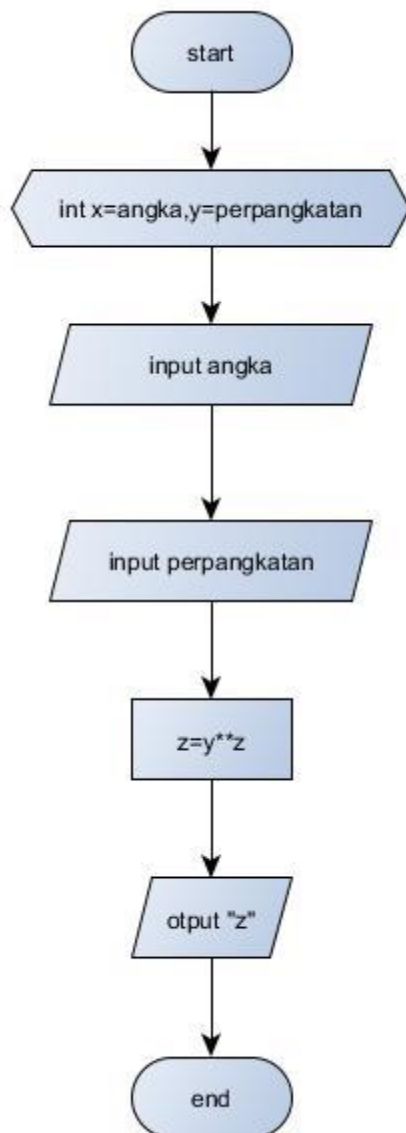 start
int x=angka,y=perpangkatan
input angka
input perpangkatan
z=y**z
otput "z"
end